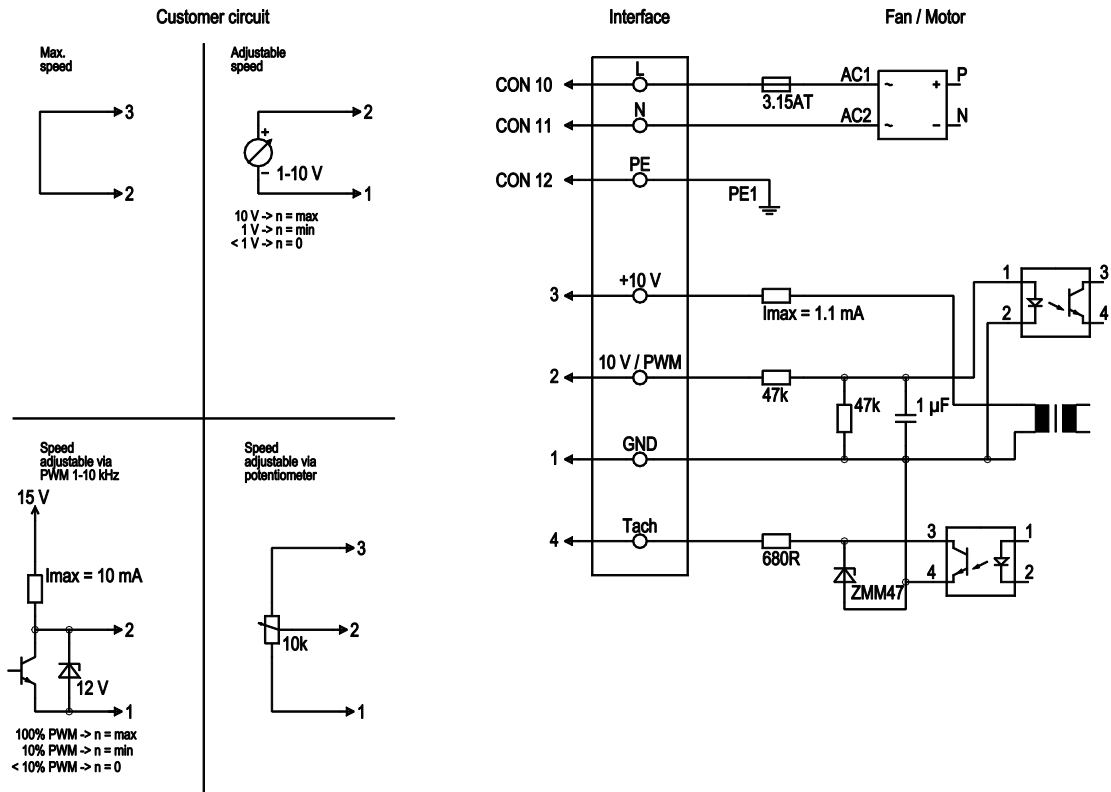 Customer circuit
Interface
Fan / Motor
Max.
speed
3
2
Adjustable
speed
2
+
–
1-10 V
1
10 V -> n = max
1 V -> n = min
< 1 V -> n = 0
Speed
adjustable via
PWM 1-10 kHz
15 V
Imax = 10 mA
2
12 V
1
100% PWM -> n = max
10% PWM -> n = min
< 10% PWM -> n = 0
Speed
adjustable via
potentiometer
3
2
10k
1
CON 10
L
3.15AT
AC1
~
+
P
CON 11
N
AC2
~
–
N
CON 12
PE
PE1
3
+10 V
Imax = 1.1 mA
1
2
3
4
2
10 V / PWM
47k
47k
1 µF
1
GND
4
Tach
680R
ZMM47
3
4
1
2